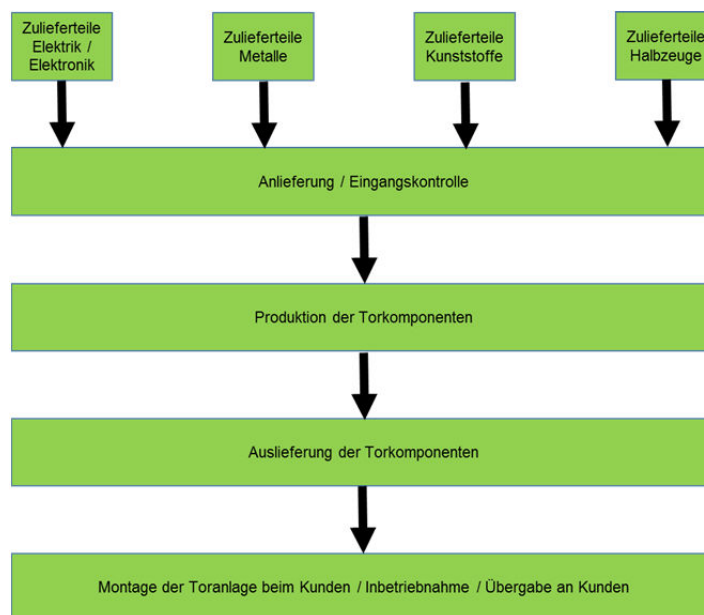 Zulieferteile
Elektrik /
Elektronik
Zulieferteile
Metalle
Zulieferteile
Kunststoffe
Zulieferteile
Halbzeuge
Anlieferung / Eingangskontrolle
Produktion der Torkomponenten
Auslieferung der Torkomponenten
Montage der Toranlage beim Kunden / Inbetriebnahme / Übergabe an Kunden